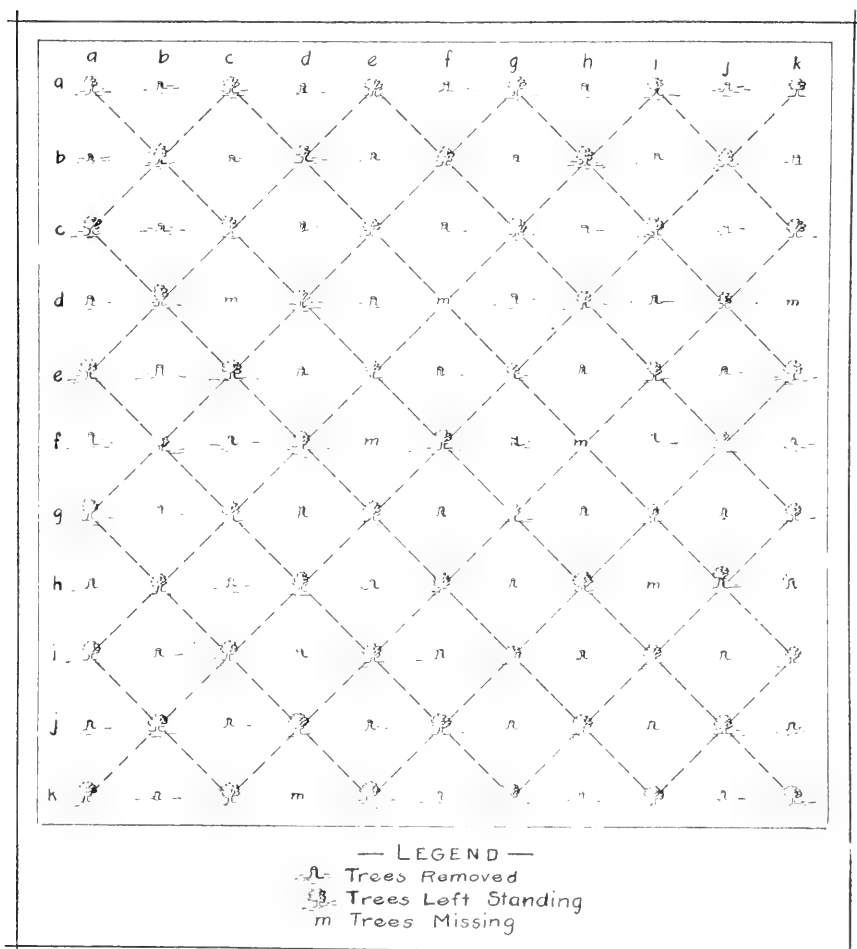 a b c d e f g h i j k
a
b
c
d m m m
e
f m m
g
h m
i
j
k m
— LEGEND —
Trees Removed
Trees Left Standing
m Trees Missing